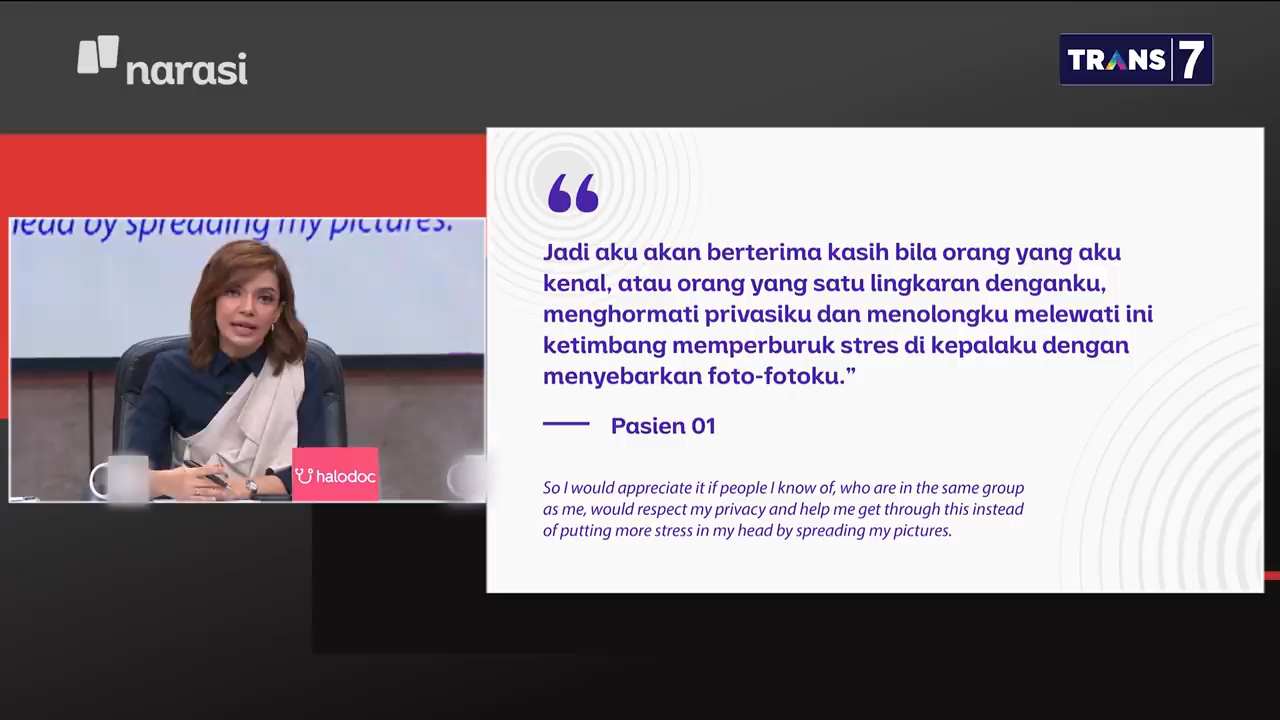 narasi
TRANS 7
head by spreading my pictures.
halodoc
“
Jadi aku akan berterima kasih bila orang yang aku
kenal, atau orang yang satu lingkaran denganku,
menghormati privasiku dan menolongku melewati ini
ketimbang memperburuk stres di kepalaku dengan
menyebarkan foto-fotoku.”
Pasien 01
So I would appreciate it if people I know of, who are in the same group
as me, would respect my privacy and help me get through this instead
of putting more stress in my head by spreading my pictures.